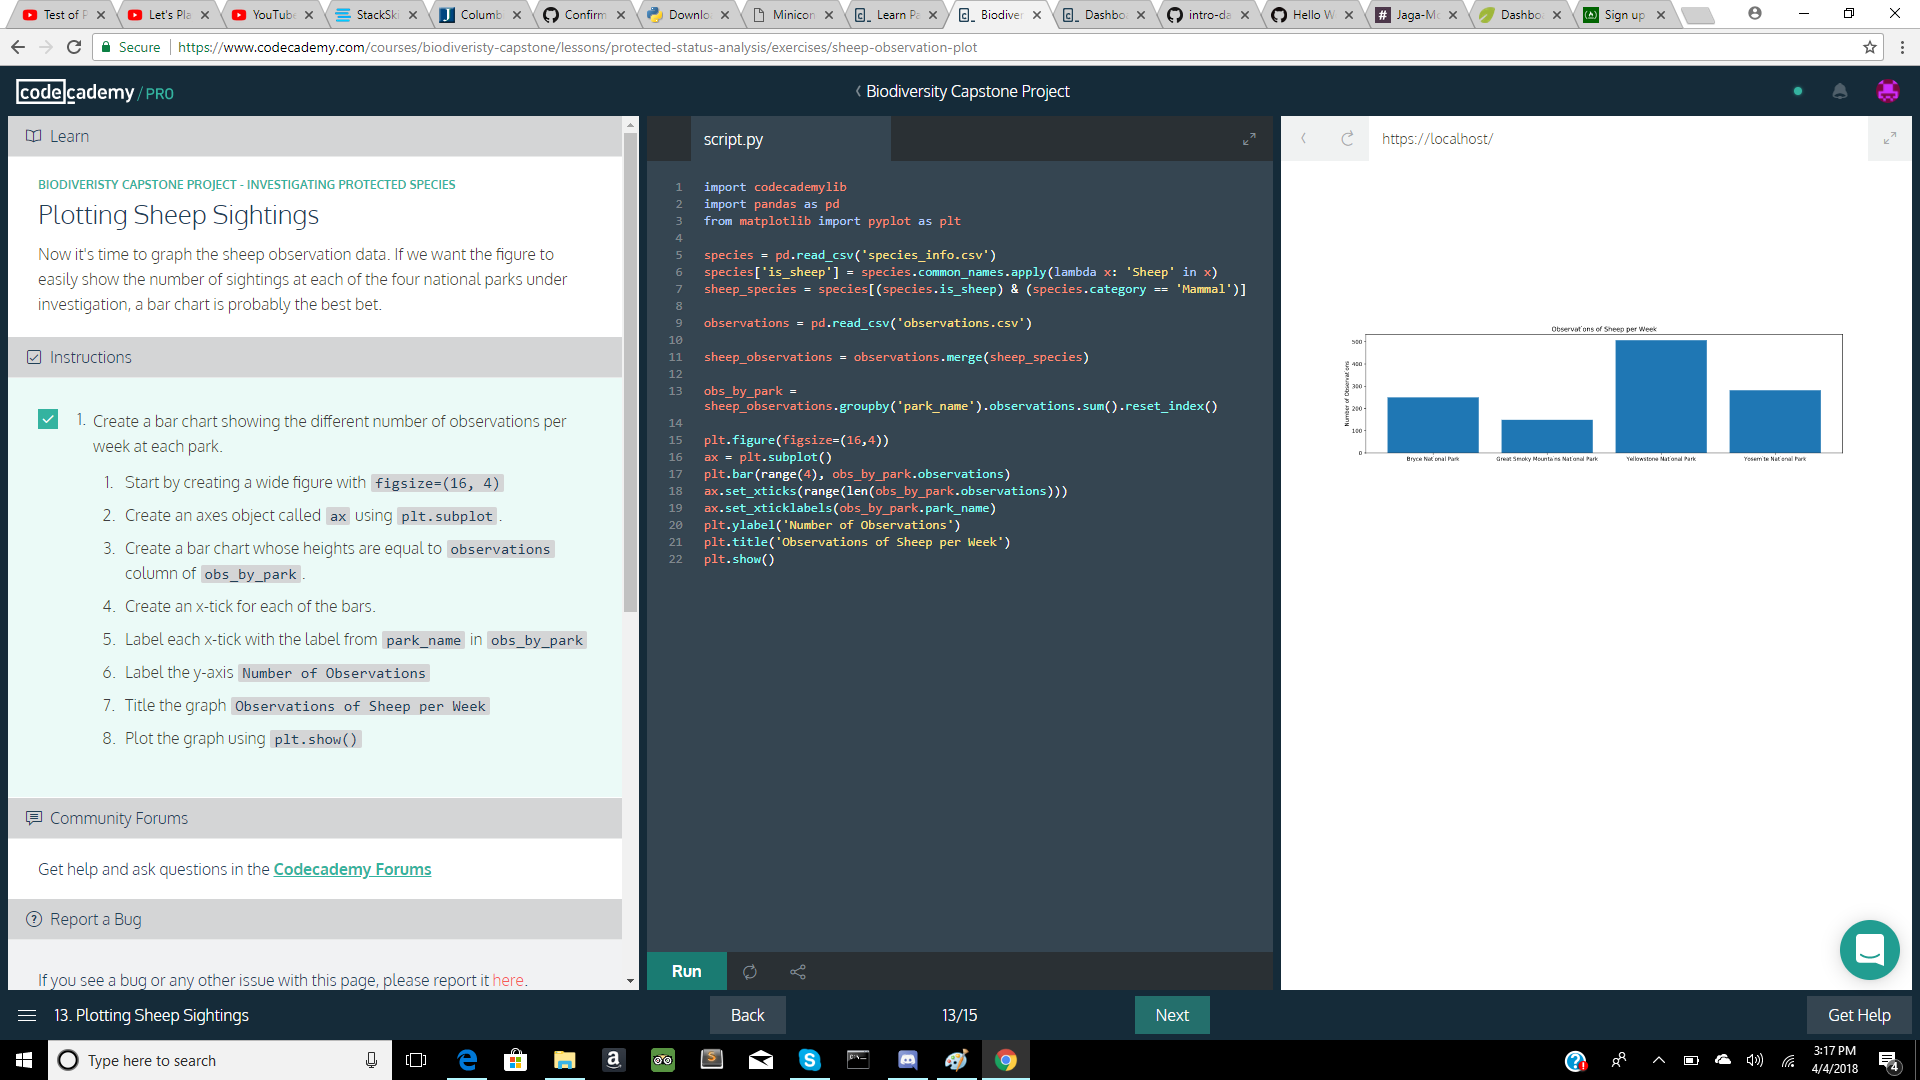 Test of P
Let's Pla
YouTube
StackSki
Columb
Confirm
Downlo
Minicon
Learn Pa
Biodiver
Dashbo
intro-da
Hello W
Jaga-Me
Dashbo
Sign up
Secure
https://www.codecademy.com/courses/biodiveristy-capstone/lessons/protected-status-analysis/exercises/sheep-observation-plot
codecademy / PRO
Biodiversity Capstone Project
Learn
BIODIVERISTY CAPSTONE PROJECT - INVESTIGATING PROTECTED SPECIES
Plotting Sheep Sightings
Now it's time to graph the sheep observation data. If we want the figure to
easily show the number of sightings at each of the four national parks under
investigation, a bar chart is probably the best bet.
Instructions
1. Create a bar chart showing the different number of observations per
week at each park.
1. Start by creating a wide figure with figsize=(16, 4)
2. Create an axes object called ax using plt.subplot.
3. Create a bar chart whose heights are equal to observations
column of obs_by_park.
4. Create an x-tick for each of the bars.
5. Label each x-tick with the label from park_name in obs_by_park
6. Label the y-axis Number of Observations
7. Title the graph Observations of Sheep per Week
8. Plot the graph using plt.show()
Community Forums
Get help and ask questions in the Codecademy Forums
Report a Bug
If you see a bug or any other issue with this page, please report it here.
script.py
1 import codecademylib
2 import pandas as pd
3 from matplotlib import pyplot as plt
4
5 species = pd.read_csv('species_info.csv')
6 species['is_sheep'] = species.common_names.apply(lambda x: 'Sheep' in x)
7 sheep_species = species[(species.is_sheep) & (species.category == 'Mammal')]
8
9 observations = pd.read_csv('observations.csv')
10
11 sheep_observations = observations.merge(sheep_species)
12
13 obs_by_park =
sheep_observations.groupby('park_name').observations.sum().reset_index()
14
15 plt.figure(figsize=(16,4))
16 ax = plt.subplot()
17 plt.bar(range(4), obs_by_park.observations)
18 ax.set_xticks(range(len(obs_by_park.observations)))
19 ax.set_xticklabels(obs_by_park.park_name)
20 plt.ylabel('Number of Observations')
21 plt.title('Observations of Sheep per Week')
22 plt.show()
Run
https://localhost/
Observations of Sheep per Week
Number of Observations
500
400
300
200
100
0
Bryce National Park
Great Smoky Mountains National Park
Yellowstone National Park
Yosemite National Park
13. Plotting Sheep Sightings
Back
13/15
Next
Get Help
Type here to search
3:17 PM
4/4/2018
4